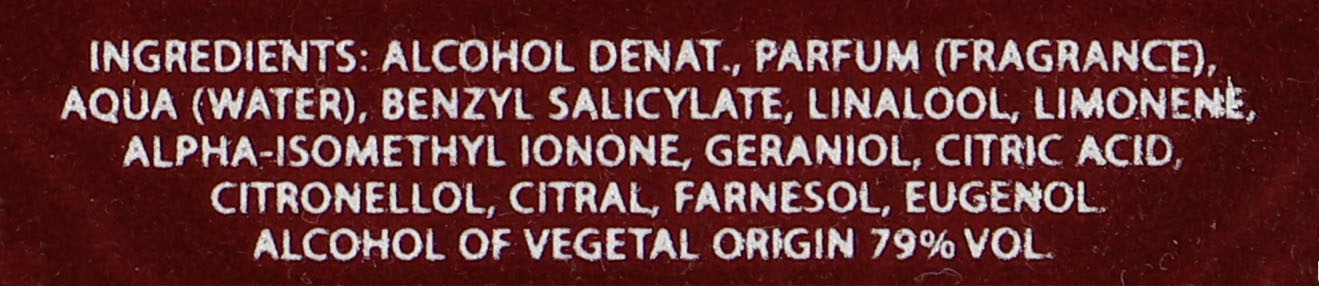 INGREDIENTS: ALCOHOL DENAT., PARFUM (FRAGRANCE),
AQUA (WATER), BENZYL SALICYLATE, LINALOOL, LIMONENE,
ALPHA-ISOMETHYL IONONE, GERANIOL, CITRIC ACID,
CITRONELLOL, CITRAL, FARNESOL, EUGENOL.
ALCOHOL OF VEGETAL ORIGIN 79% VOL.